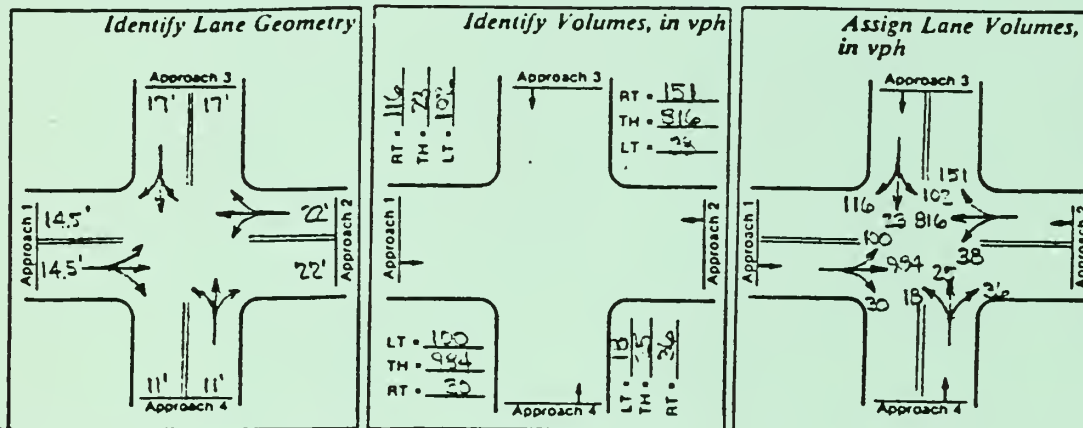 Identify Lane Geometry
Approach 3
17' 17'
Approach 1
14.5'
14.5'
22'
22'
Approach 2
11' 11'
Approach 4
Identify Volumes, in vph
Approach 3
RT = 116
TH = 23
LT =
RT = 151
TH = 816
LT =
Approach 1
Approach 2
LT = 100
TH = 994
RT = 30
LT = 18
TH = 25
RT = 36
Approach 4
Assign Lane Volumes,
in vph
Approach 3
116 23 102 151
816
100
38
994
30
18 25 36
Approach 1
Approach 4